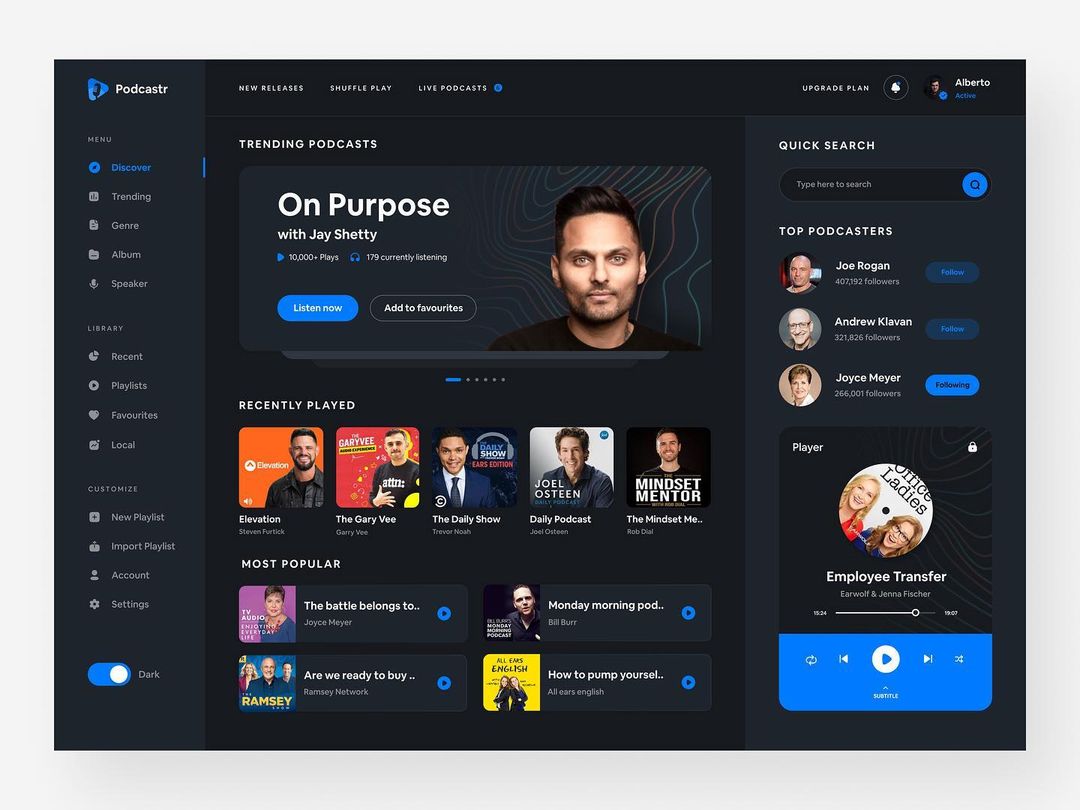 Podcastr
NEW RELEASES
SHUFFLE PLAY
LIVE PODCASTS
6
UPGRADE PLAN
Alberto
Active
MENU
Discover
Trending
Genre
Album
Speaker
LIBRARY
Recent
Playlists
Favourites
Local
CUSTOMIZE
New Playlist
Import Playlist
Account
Settings
Dark
TRENDING PODCASTS
On Purpose
with Jay Shetty
10,000+ Plays
179 currently listening
Listen now
Add to favourites
RECENTLY PLAYED
Elevation
Elevation
Steven Furtick
THE
GARYVEE
AUDIO EXPERIENCE
attn:
The Gary Vee
Garry Vee
THE
DAILY
SHOW
EARS EDITION
The Daily Show
Trevor Noah
JOEL
OSTEEN
DAILY PODCAST
Daily Podcast
Joel Osteen
THE
MINDSET
MENTOR
WITH ROB DIAL
The Mindset Me..
Rob Dial
MOST POPULAR
TV
AUDIO
ENJOYING
EVERYDAY
LIFE
The battle belongs to..
Joyce Meyer
BILL BURR'S
MONDAY
MORNING
PODCAST
Monday morning pod..
Bill Burr
THE
RAMSEY
SHOW
Are we ready to buy ..
Ramsey Network
ALL EARS
ENGLISH
How to pump yoursel..
All ears english
QUICK SEARCH
Type here to search
TOP PODCASTERS
Joe Rogan
407,192 followers
Follow
Andrew Klavan
321,826 followers
Follow
Joyce Meyer
266,001 followers
Following
Player
Office
Ladies
Employee Transfer
Earwolf & Jenna Fischer
15:24
19:07
SUBTITLE